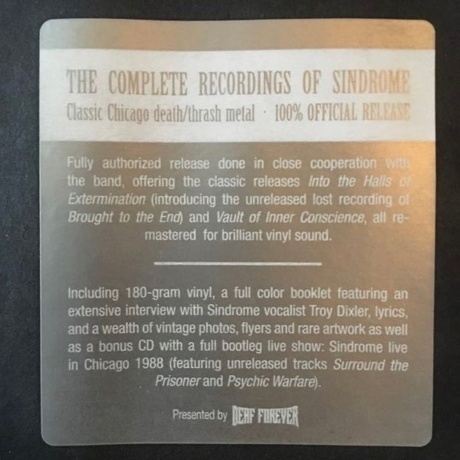 THE COMPLETE RECORDINGS OF SINDROME
Classic Chicago death/thrash metal · 100% OFFICIAL RELEASE
Fully authorized release done in close cooperation with
the band, offering the classic releases Into the Halls of
Extermination (introducing the unreleased lost recording of
Brought to the End) and Vault of Inner Conscience, all re-
mastered for brilliant vinyl sound.
Including 180-gram vinyl, a full color booklet featuring an
extensive interview with Sindrome vocalist Troy Dixler, lyrics,
and a wealth of vintage photos, flyers and rare artwork as well
as a bonus CD with a full bootleg live show: Sindrome live
in Chicago 1988 (featuring unreleased tracks Surround the
Prisoner and Psychic Warfare).
Presented by DEAF FOREVER